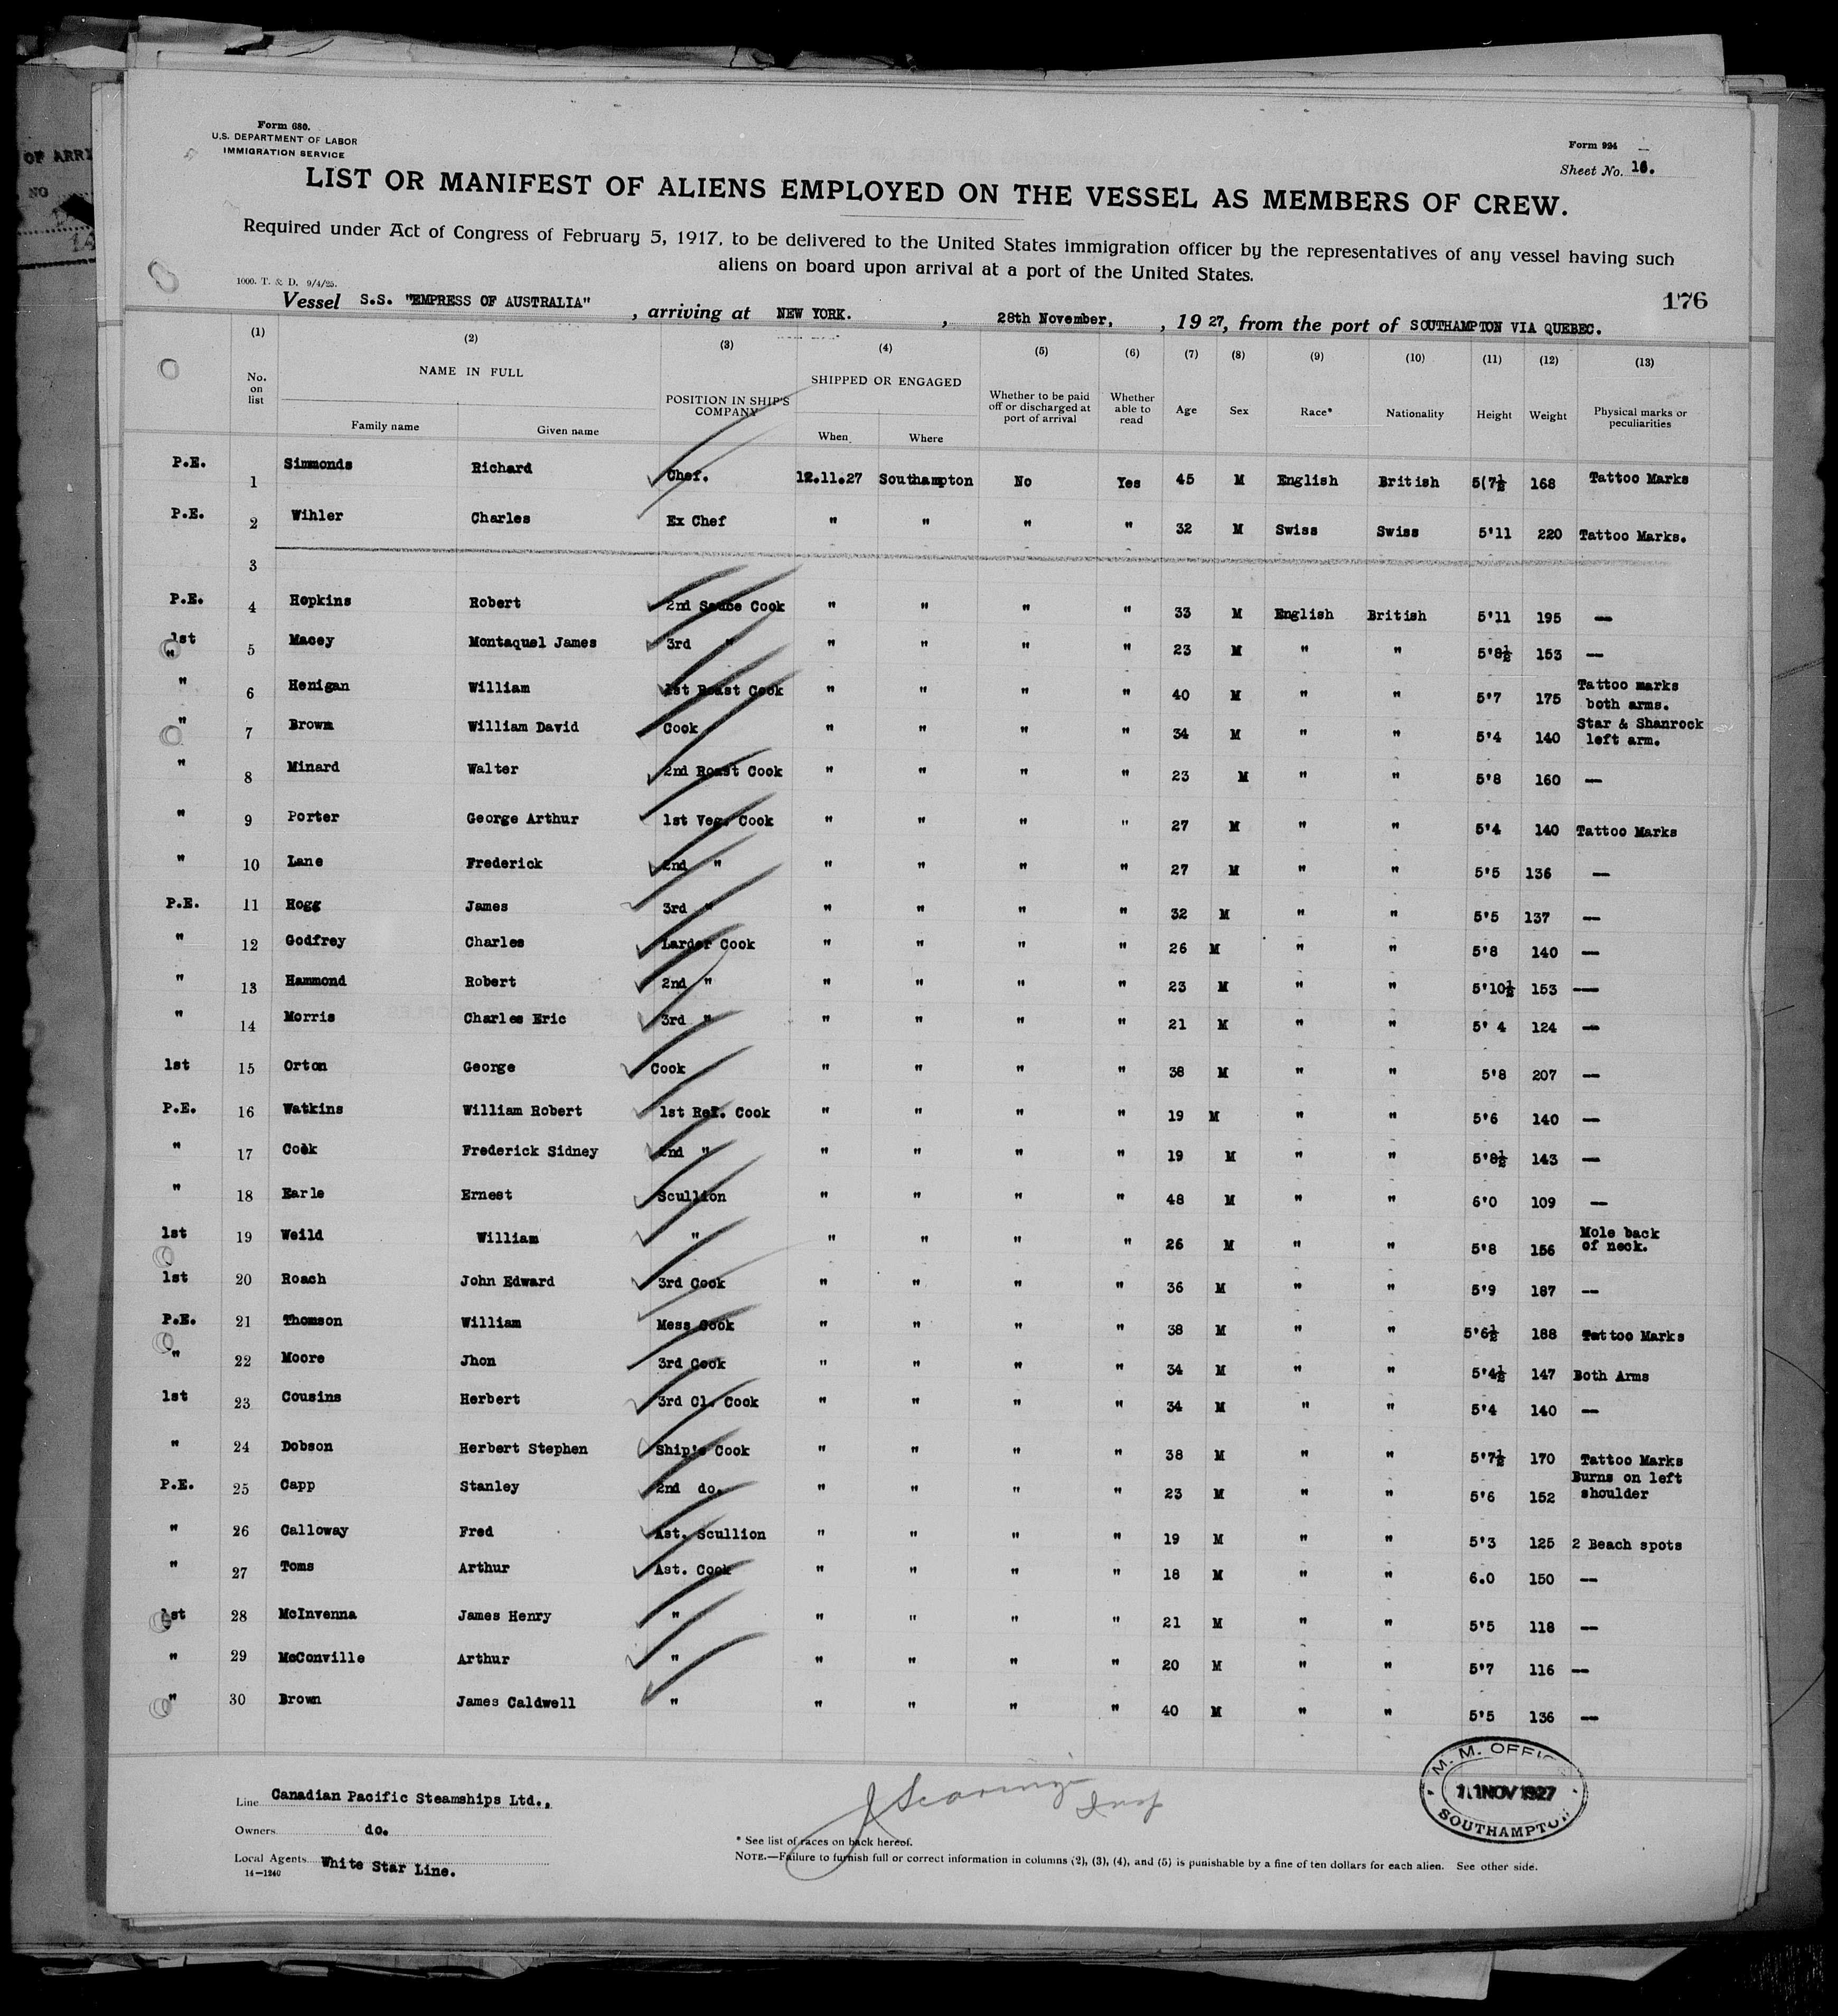 OF ARRI
NO
Form 680.
U.S. DEPARTMENT OF LABOR
IMMIGRATION SERVICE
Form 924
Sheet No. 16.
LIST OR MANIFEST OF ALIENS EMPLOYED ON THE VESSEL AS MEMBERS OF CREW.
Required under Act of Congress of February 5, 1917, to be delivered to the United States immigration officer by the representatives of any vessel having such
aliens on board upon arrival at a port of the United States.
1000. T. & D. 9/4/25.
176
Vessel S.S. "EMPRESS OF AUSTRALIA", arriving at NEW YORK., 28th November, , 1927, from the port of SOUTHAMPTON VIA QUEBEC.
(1) (2) (3) (4) (5) (6) (7) (8) (9) (10) (11) (12) (13)
No. on list NAME IN FULL Family name Given name POSITION IN SHIP'S COMPANY SHIPPED OR ENGAGED When Where Whether to be paid off or discharged at port of arrival Whether able to read Age Sex Race* Nationality Height Weight Physical marks or peculiarities
P.E. 1 Simmonds Richard Chef. 12.11.27 Southampton No Yes 45 M English British 5(7½ 168 Tattoo Marks
P.E. 2 Wihler Charles Ex Chef " " " " 32 M Swiss Swiss 5'11 220 Tattoo Marks.
3
P.E. 4 Hopkins Robert 2nd Sauce Cook " " " " 33 M English British 5'11 195 —
1st " 5 Macey Montaquel James 3rd " " " " " 23 M " " 5'8½ 153 —
" 6 Henigan William 1st Roast Cook " " " " 40 M " " 5'7 175 Tattoo marks both arms.
" 7 Brown William David Cook " " " " 34 M " " 5'4 140 Star & Shanrock left arm.
" 8 Minard Walter 2nd Roast Cook " " " " 23 M " " 5'8 160 —
" 9 Porter George Arthur 1st Veg. Cook " " " " 27 M " " 5'4 140 Tattoo Marks
" 10 Lane Frederick 2nd " " " " " 27 M " " 5'5 136 —
P.E. 11 Hogg James 3rd " " " " " 32 M " " 5'5 137 —
" 12 Godfrey Charles Larder Cook " " " " 26 M " " 5'8 140 —
" 13 Hammond Robert 2nd " " " " " 23 M " " 5'10½ 153 —
" 14 Morris Charles Eric 3rd " " " " " 21 M " " 5' 4 124 —
1st 15 Orton George Cook " " " " 38 M " " 5'8 207 —
P.E. 16 Watkins William Robert 1st Ref. Cook " " " " 19 M " " 5'6 140 —
" 17 Cook Frederick Sidney 2nd " " " " " 19 M " " 5'8½ 143 —
" 18 Earle Ernest Scullion " " " " 48 M " " 6'0 109 —
1st 19 Weild William " " " " " 26 M " " 5'8 156 Mole back of neck.
1st 20 Roach John Edward 3rd Cook " " " " 36 M " " 5'9 187 —
P.E. 21 Thomson William Mess Cook " " " " 38 M " " 5'6½ 188 Tattoo Marks
" 22 Moore Jhon 3rd Cook " " " " 34 M " " 5'4½ 147 Both Arms
1st 23 Cousins Herbert 3rd Cl. Cook " " " " 34 M " " 5'4 140 —
" 24 Dobson Herbert Stephen Ship's Cook " " " " 38 M " " 5'7½ 170 Tattoo Marks
P.E. 25 Capp Stanley 2nd do. " " " " 23 M " " 5'6 152 Burns on left shoulder
" 26 Calloway Fred Ast. Scullion " " " " 19 M " " 5'3 125 2 Beach spots
" 27 Toms Arthur Ast. Cook " " " " 18 M " " 6.0 150 —
1st 28 McInvenna James Henry " " " " " 21 M " " 5'5 118 —
" 29 McConville Arthur " " " " " 20 M " " 5'7 116 —
" 30 Brown James Caldwell " " " " " 40 M " " 5'5 136 —
Line Canadian Pacific Steamships Ltd.,
Owners do.
Local Agents White Star Line.
14—1240
* See list of races on back hereof.
NOTE.—Failure to furnish full or correct information in columns (2), (3), (4), and (5) is punishable by a fine of ten dollars for each alien. See other side.
M. M. OFFIC
11 NOV 1927
SOUTHAMPTON